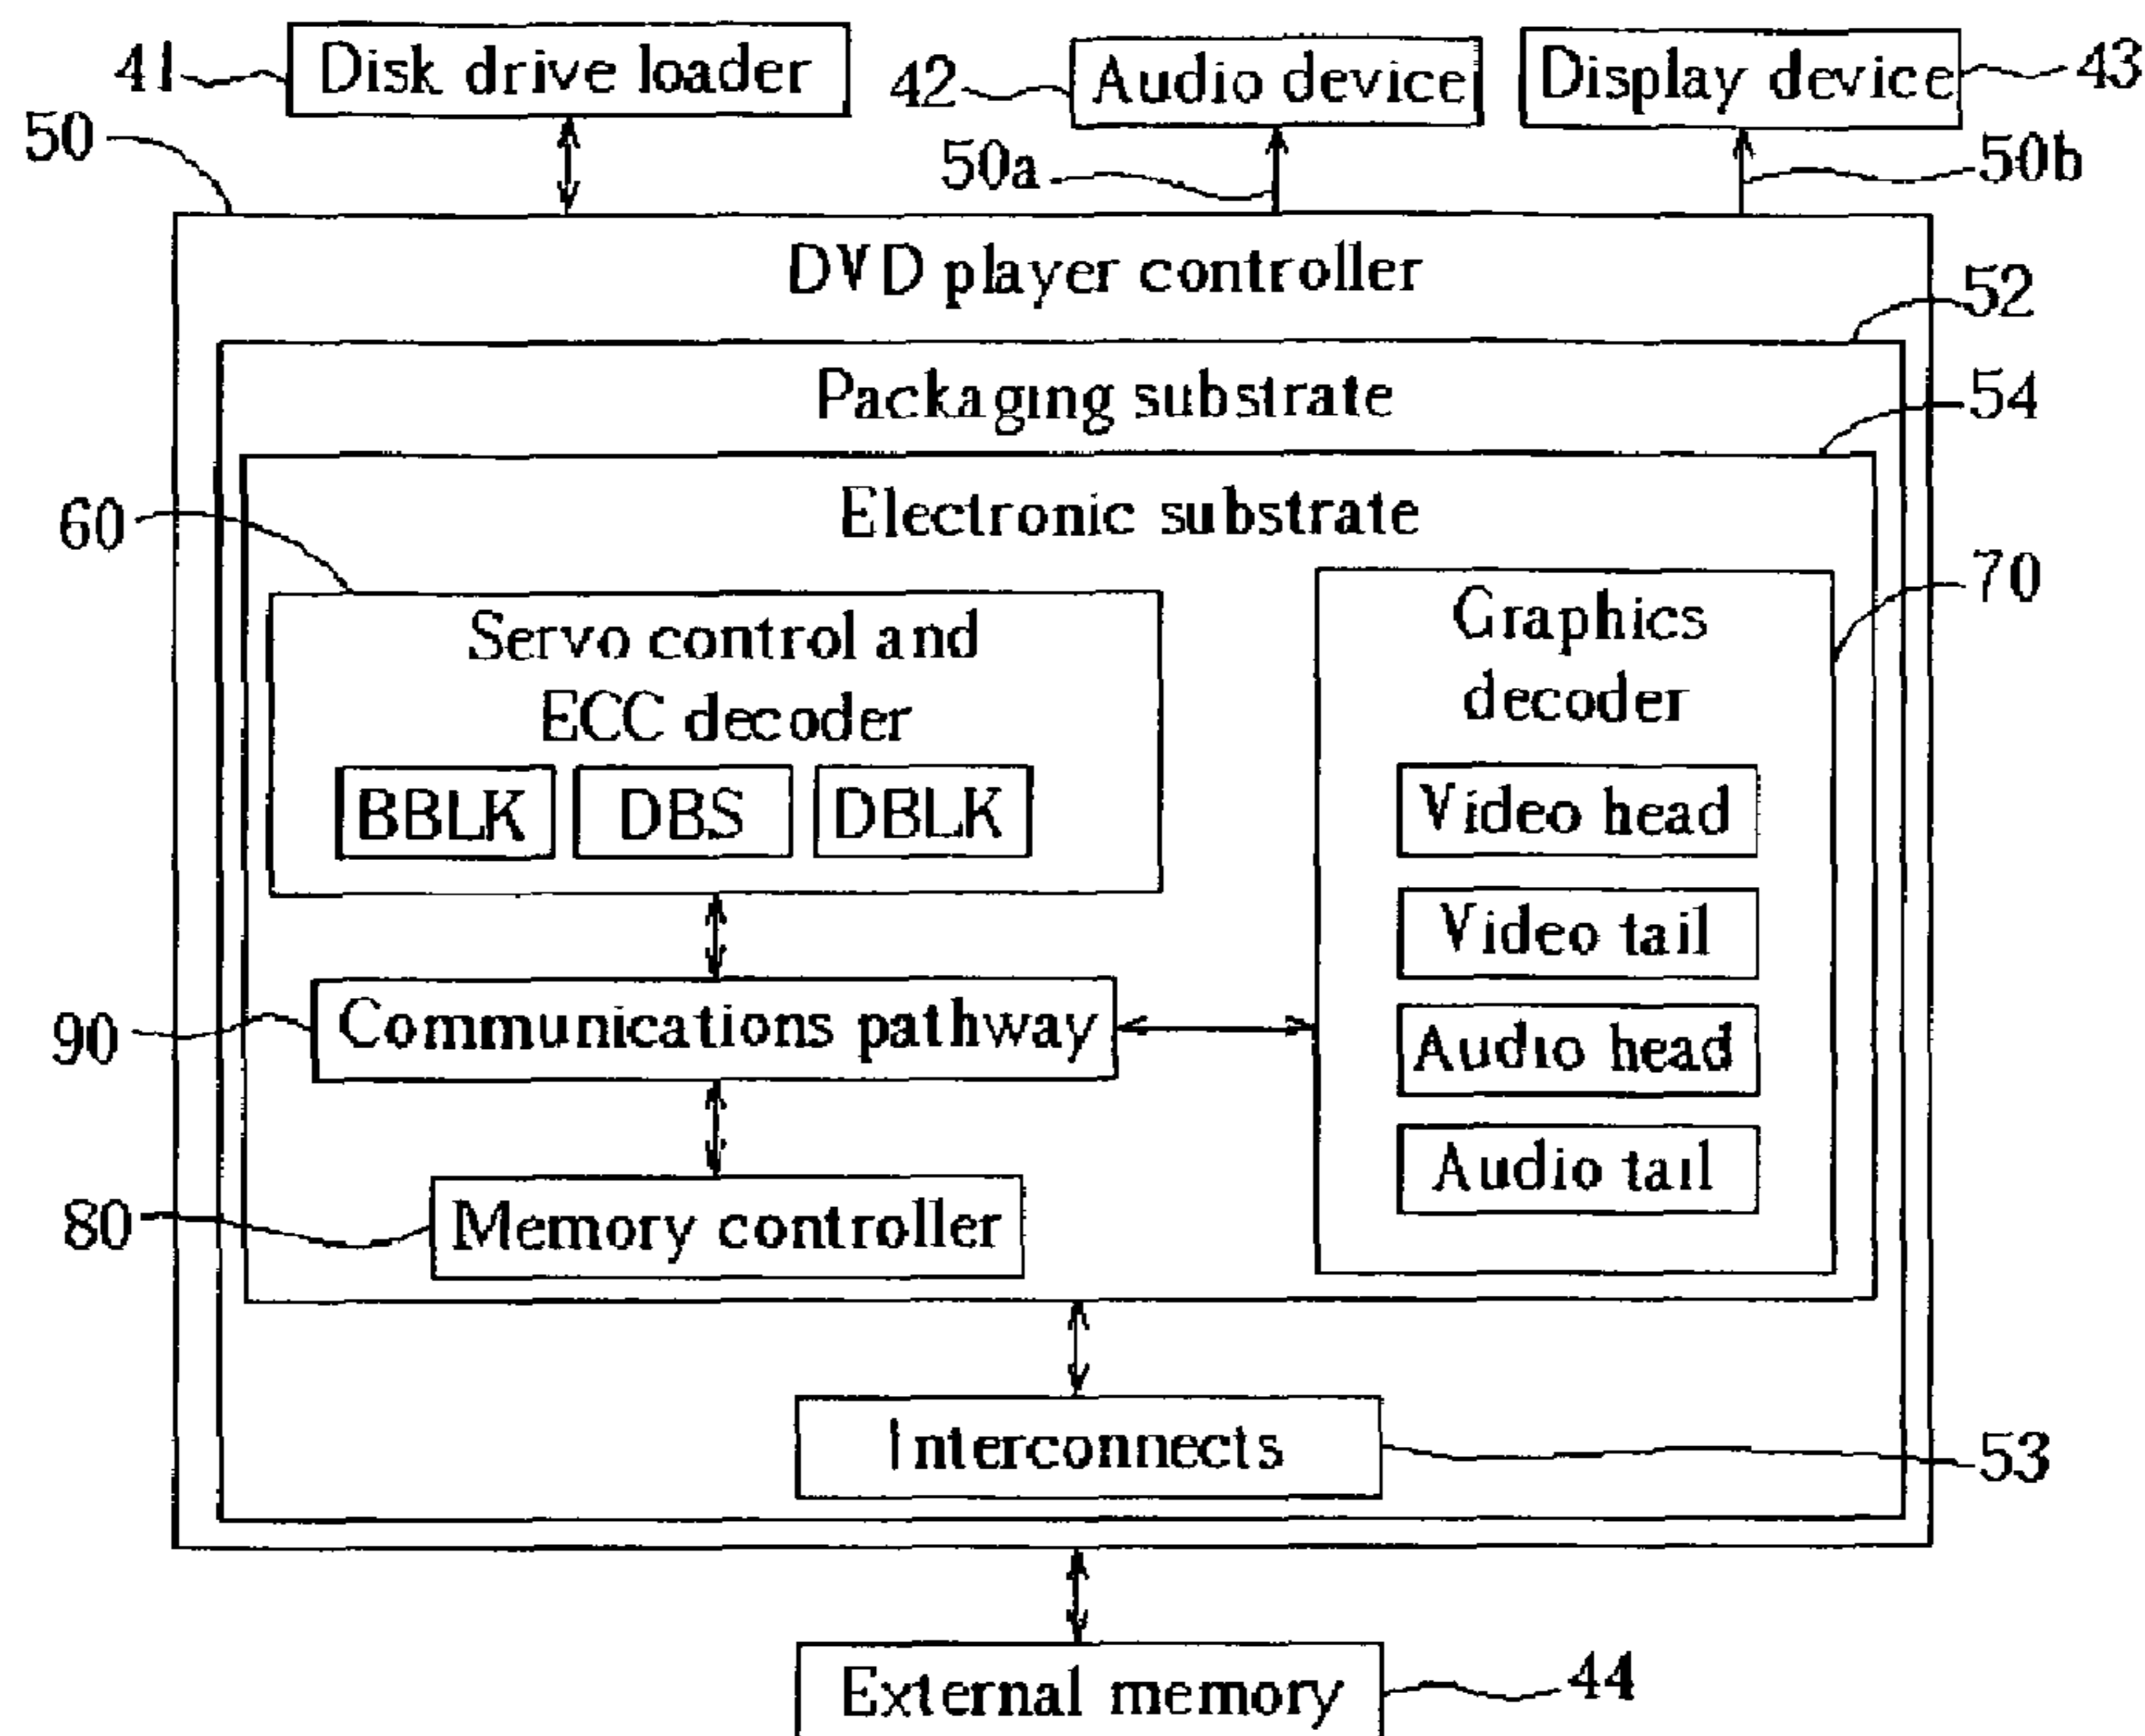 41
Disk drive loader
42
Audio device
Display device
43
50
50a
50b
DVD player controller
52
Packaging substrate
54
Electronic substrate
60
Servo control and
ECC decoder
BBLK
DBS
DBLK
Graphics
decoder
70
Video head
Video tail
Audio head
Audio tail
90
Communications pathway
80
Memory controller
Interconnects
53
External memory
44